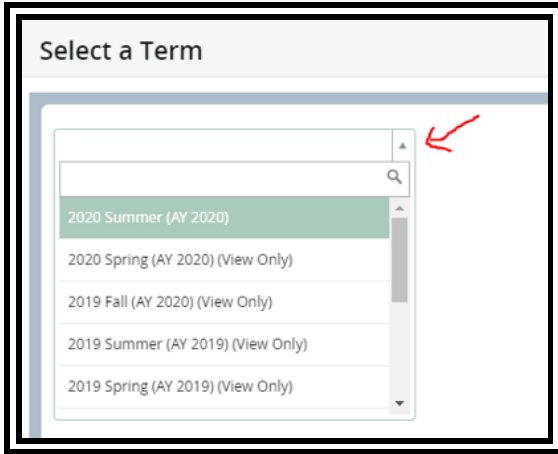 Select a Term
2020 Summer (AY 2020)
2020 Spring (AY 2020) (View Only)
2019 Fall (AY 2020) (View Only)
2019 Summer (AY 2019) (View Only)
2019 Spring (AY 2019) (View Only)